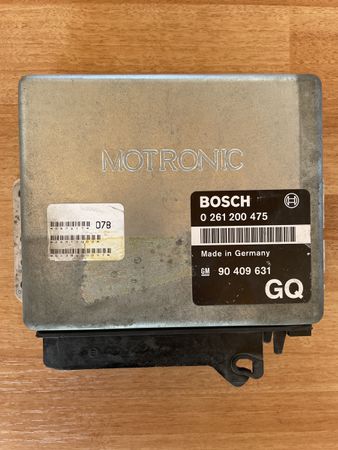 MOTRONIC
078
BOSCH
0 261 200 475
Made in Germany
GM 90 409 631
GQ